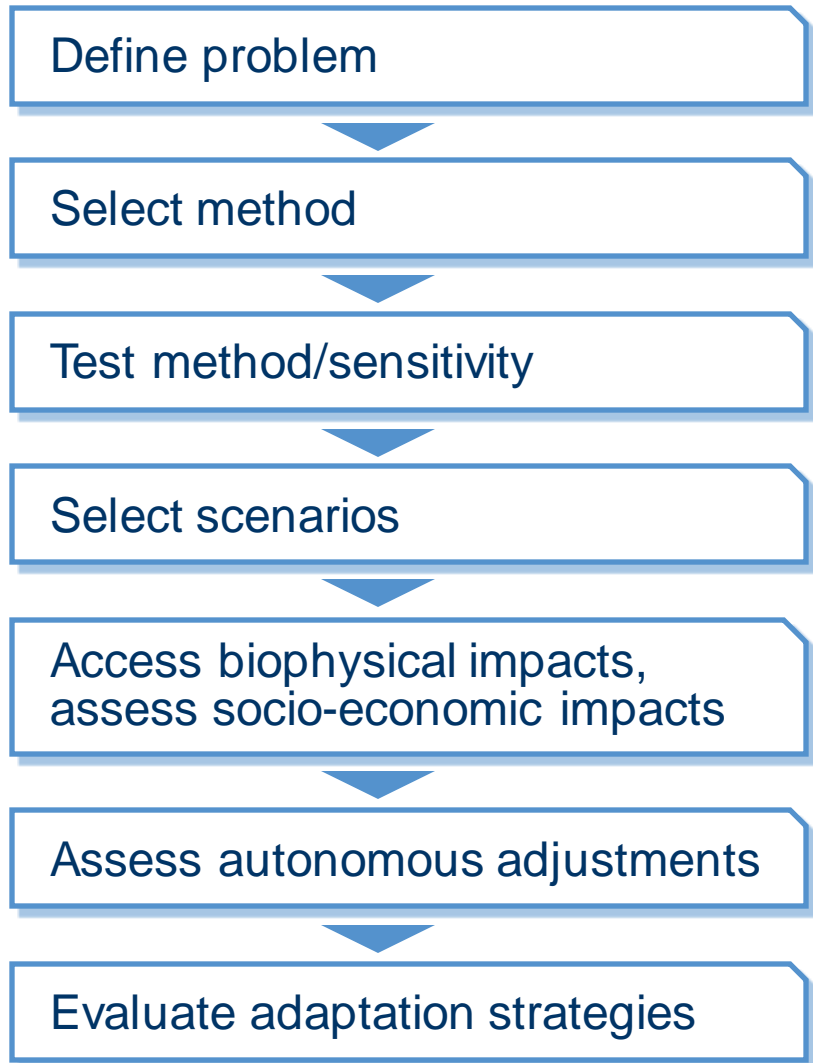 Define problem
Select method
Test method/sensitivity
Select scenarios
Access biophysical impacts,
assess socio-economic impacts
Assess autonomous adjustments
Evaluate adaptation strategies